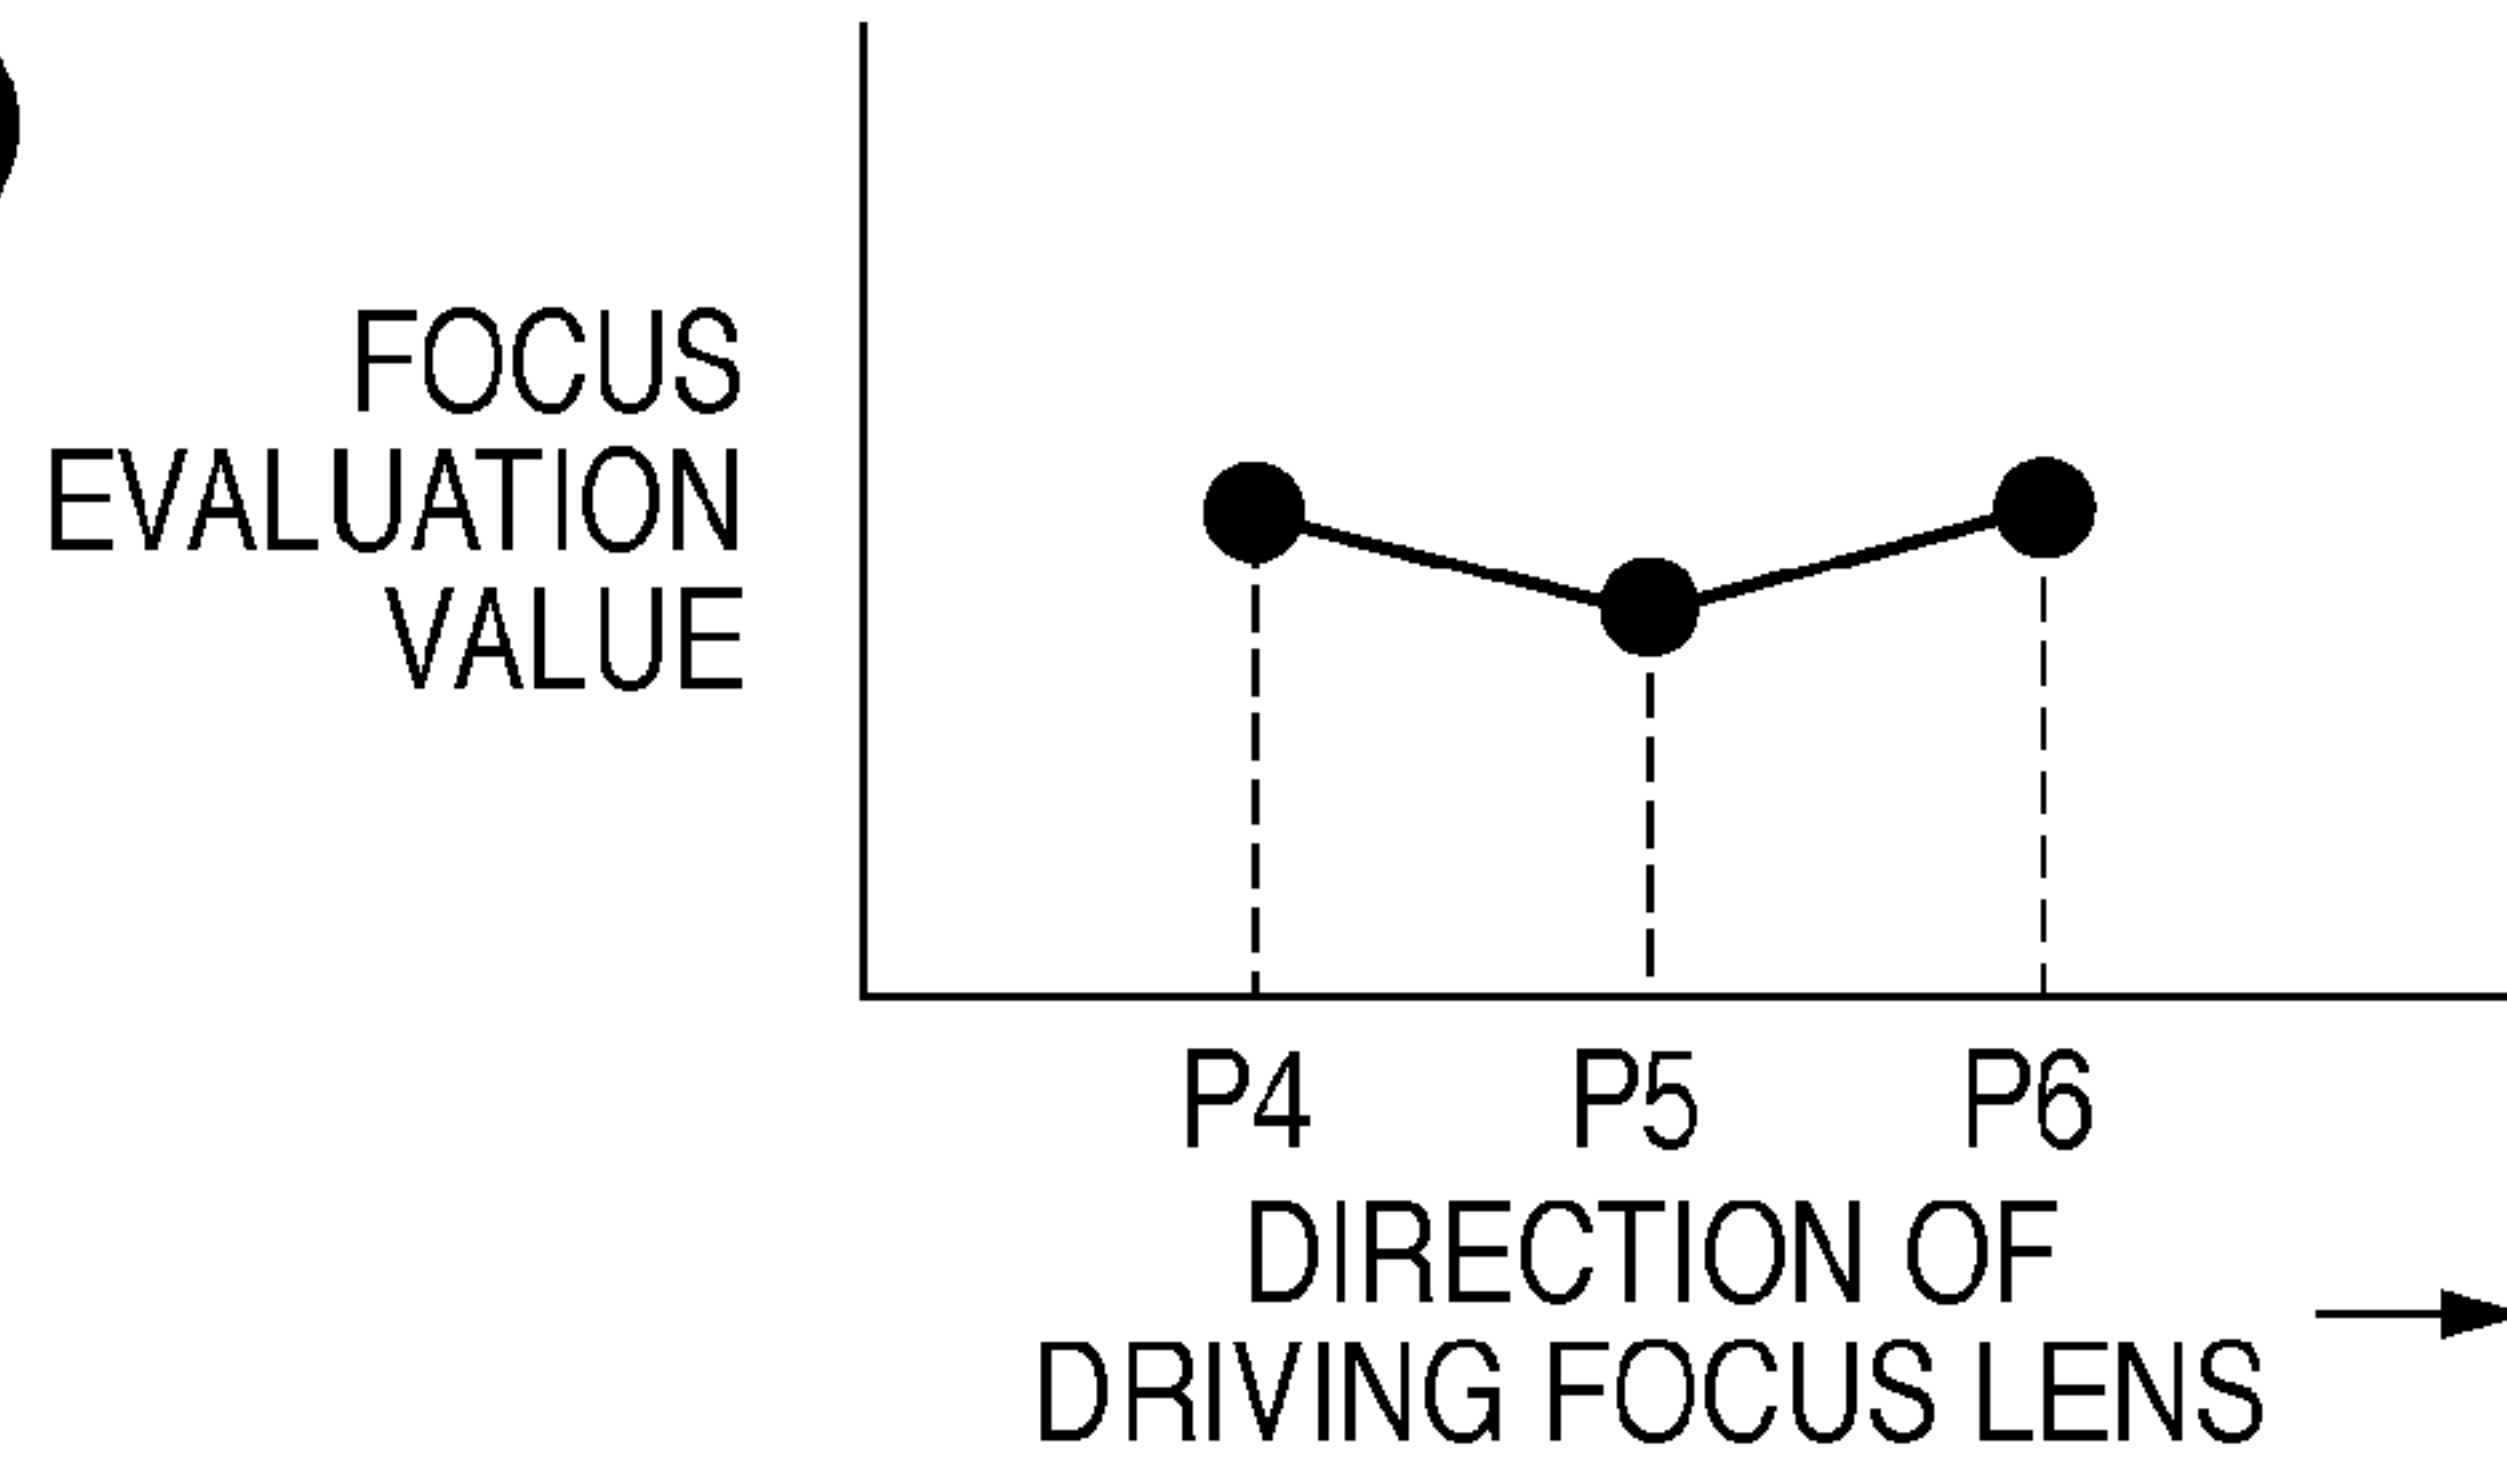 FOCUS
EVALUATION
VALUE
P4 P5 P6
DIRECTION OF
DRIVING FOCUS LENS